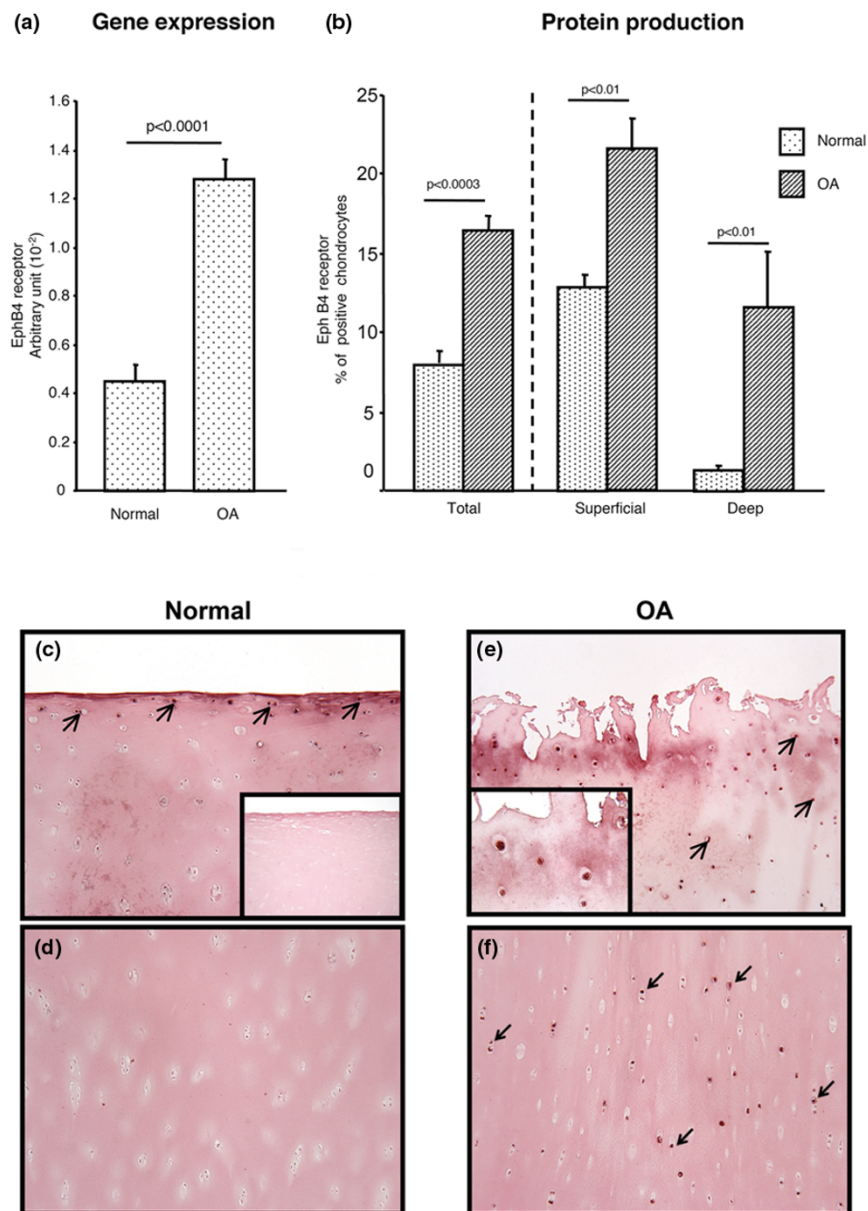 (a) Gene expression
EphB4 receptor
Arbitrary unit (10-2)
1.6
1.4
1.2
1.0
0.8
0.6
0.4
0.2
0
p<0.0001
Normal OA
(b) Protein production
Eph B4 receptor
% of positive chondrocytes
25
20
15
10
5
0
p<0.0003
p<0.01
p<0.01
Normal
OA
Total Superficial Deep
Normal
OA
(c)
(e)
(d)
(f)